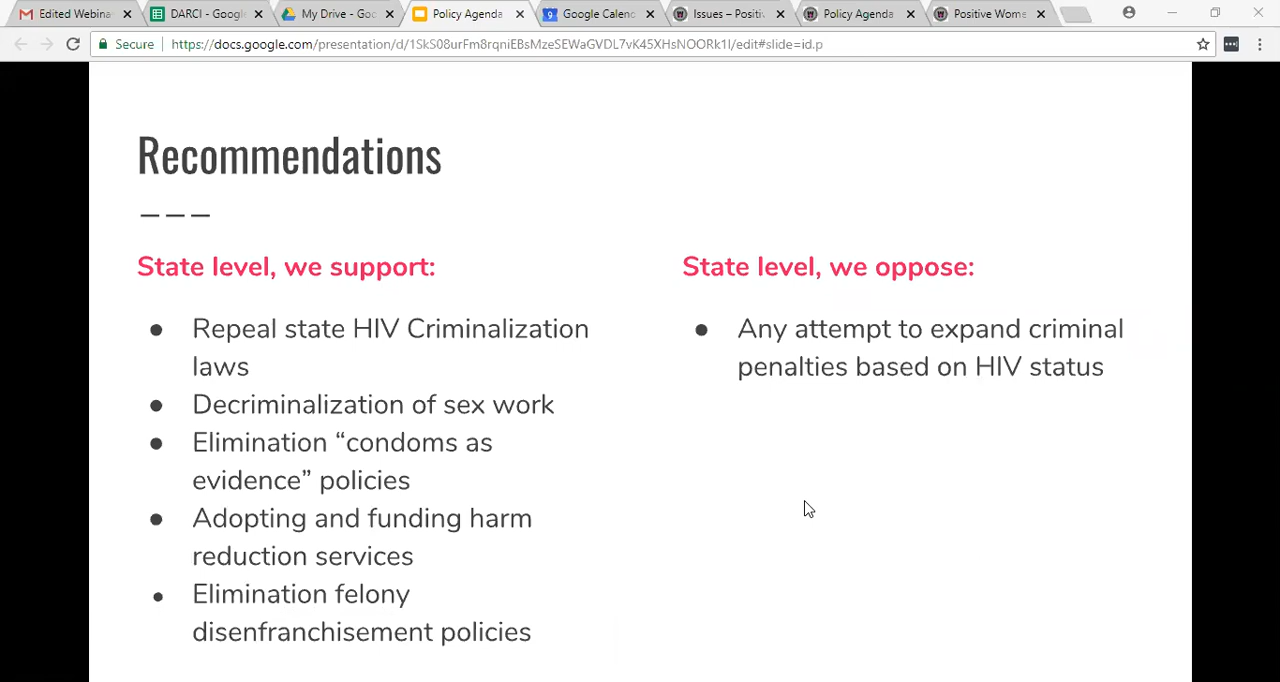 Edited Webina
DARCI - Googl
My Drive - Goo
Policy Agenda
Google Calenc
Issues – Positiv
Policy Agenda
Positive Wome
Secure
https://docs.google.com/presentation/d/1SkS08urFm8rqniEBsMzeSEWaGVDL7vK45XHsNOORk1I/edit#slide=id.p
Recommendations
State level, we support:
● Repeal state HIV Criminalization
laws
● Decriminalization of sex work
● Elimination “condoms as
evidence” policies
● Adopting and funding harm
reduction services
● Elimination felony
disenfranchisement policies
State level, we oppose:
● Any attempt to expand criminal
penalties based on HIV status